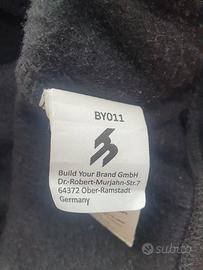 BY011
Build Your Brand GmbH
Dr.-Robert-Murjahn-Str.7
64372 Ober-Ramstadt
Germany
subito